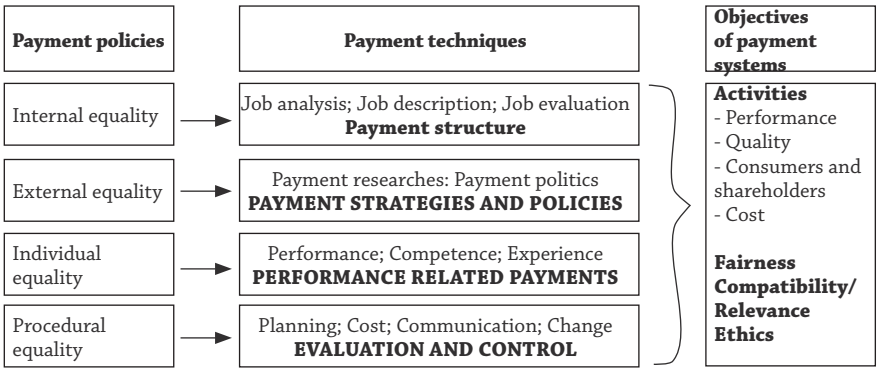 Payment policies
Payment techniques
Objectives
of payment
systems
Internal equality
Job analysis; Job description; Job evaluation
Payment structure
External equality
Payment researches: Payment politics
PAYMENT STRATEGIES AND POLICIES
Individual
equality
Performance; Competence; Experience
PERFORMANCE RELATED PAYMENTS
Procedural
equality
Planning; Cost; Communication; Change
EVALUATION AND CONTROL
Activities
- Performance
- Quality
- Consumers and
shareholders
- Cost
Fairness
Compatibility/
Relevance
Ethics